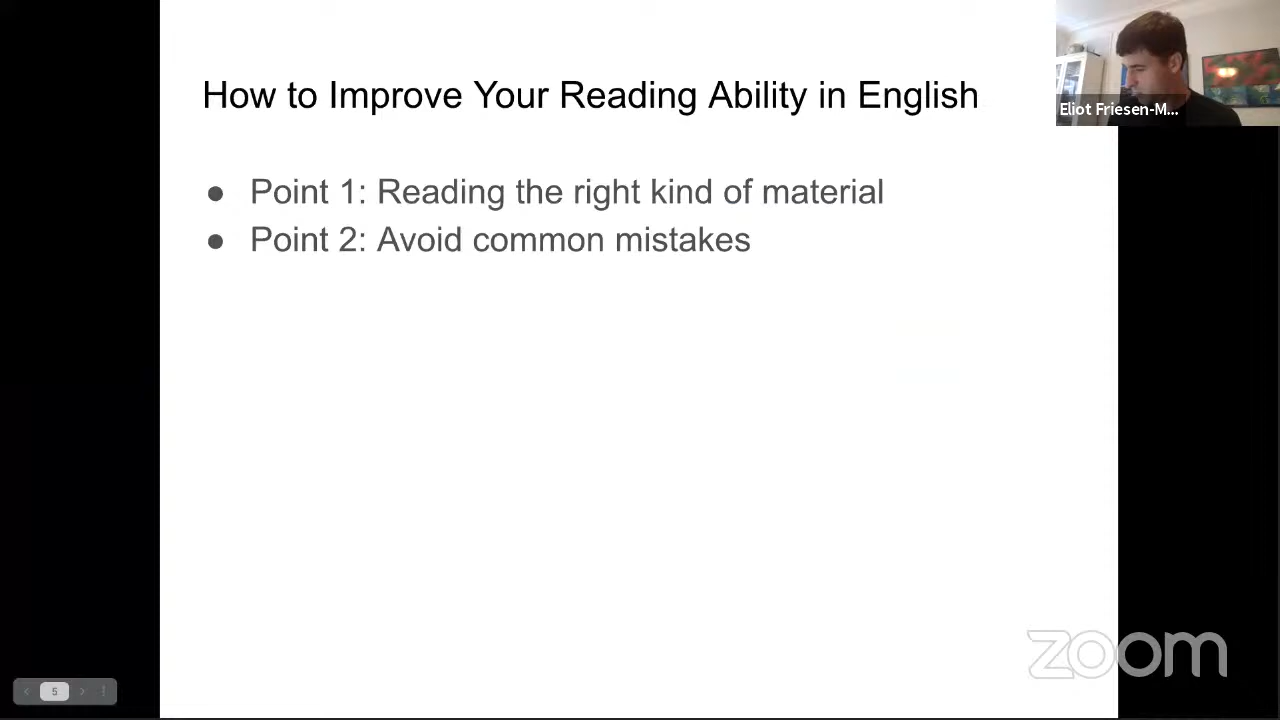 How to Improve Your Reading Ability in English
Eliot Friesen-M...
● Point 1: Reading the right kind of material
● Point 2: Avoid common mistakes
zoom
5